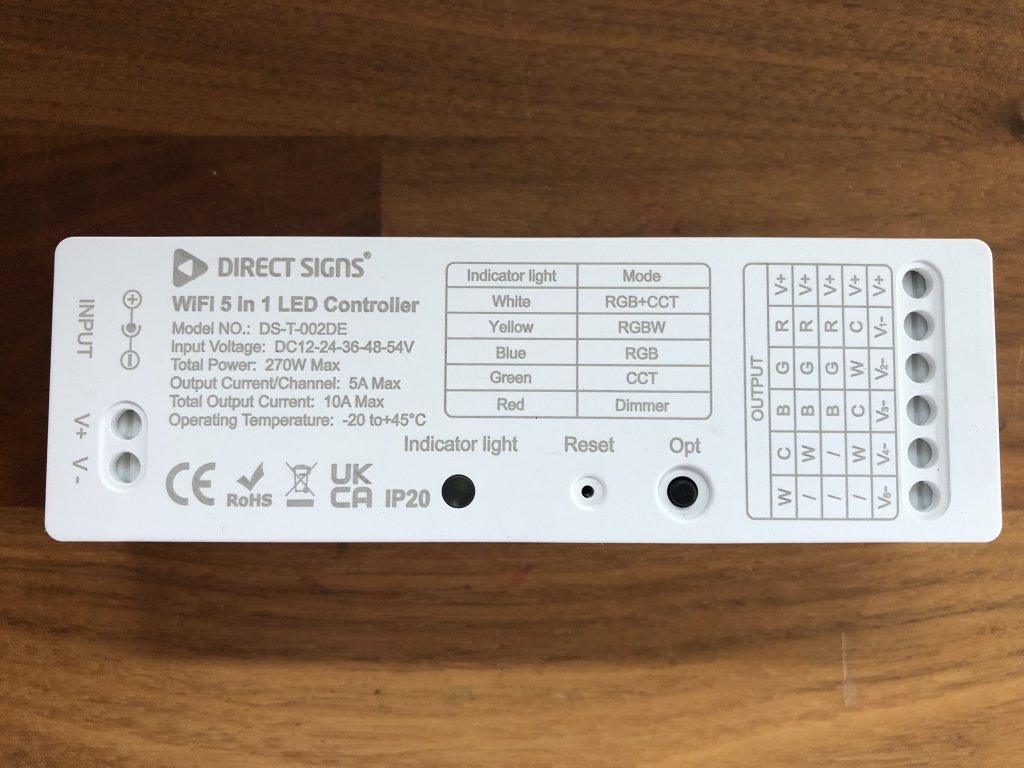 INPUT
V+ V -
DIRECT SIGNS®
WiFi 5 in 1 LED Controller
Model NO.: DS-T-002DE
Input Voltage: DC12-24-36-48-54V
Total Power: 270W Max
Output Current/Channel: 5A Max
Total Output Current: 10A Max
Operating Temperature: -20 to+45°C
CE RoHS UK CA IP20
Indicator light Mode
White RGB+CCT
Yellow RGBW
Blue RGB
Green CCT
Red Dimmer
Indicator light Reset Opt
OUTPUT
W C B G R V+
/ W B G R V+
/ / B G R V+
/ W C W C V+
V5- V4- V3- V2- V1- V+